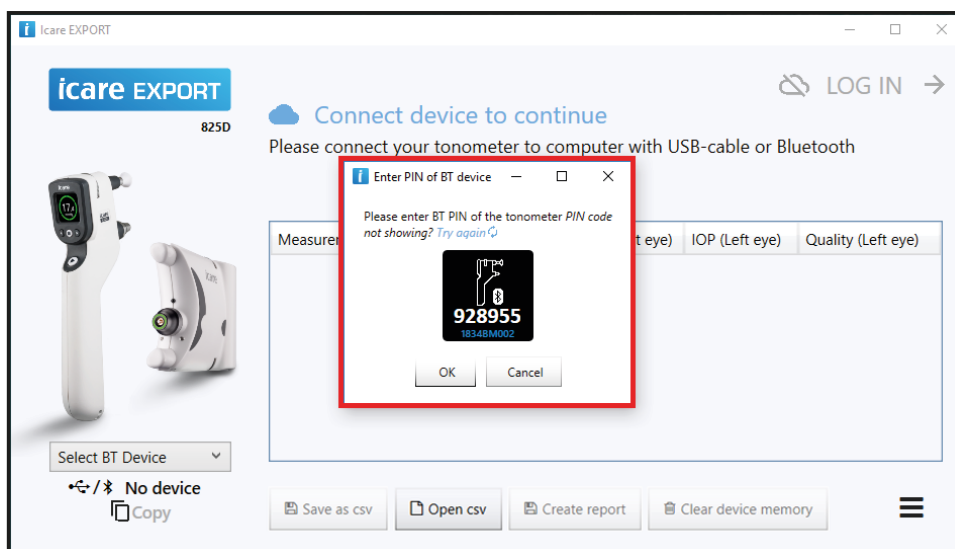 Icare EXPORT
icare EXPORT
825D
LOG IN
Connect device to continue
Please connect your tonometer to computer with USB-cable or Bluetooth
Enter PIN of BT device
Please enter BT PIN of the tonometer PIN code
not showing? Try again
928955
1834BM002
OK Cancel
t eye) IOP (Left eye) Quality (Left eye)
Select BT Device
/ No device
Copy
Save as csv Open csv Create report Clear device memory